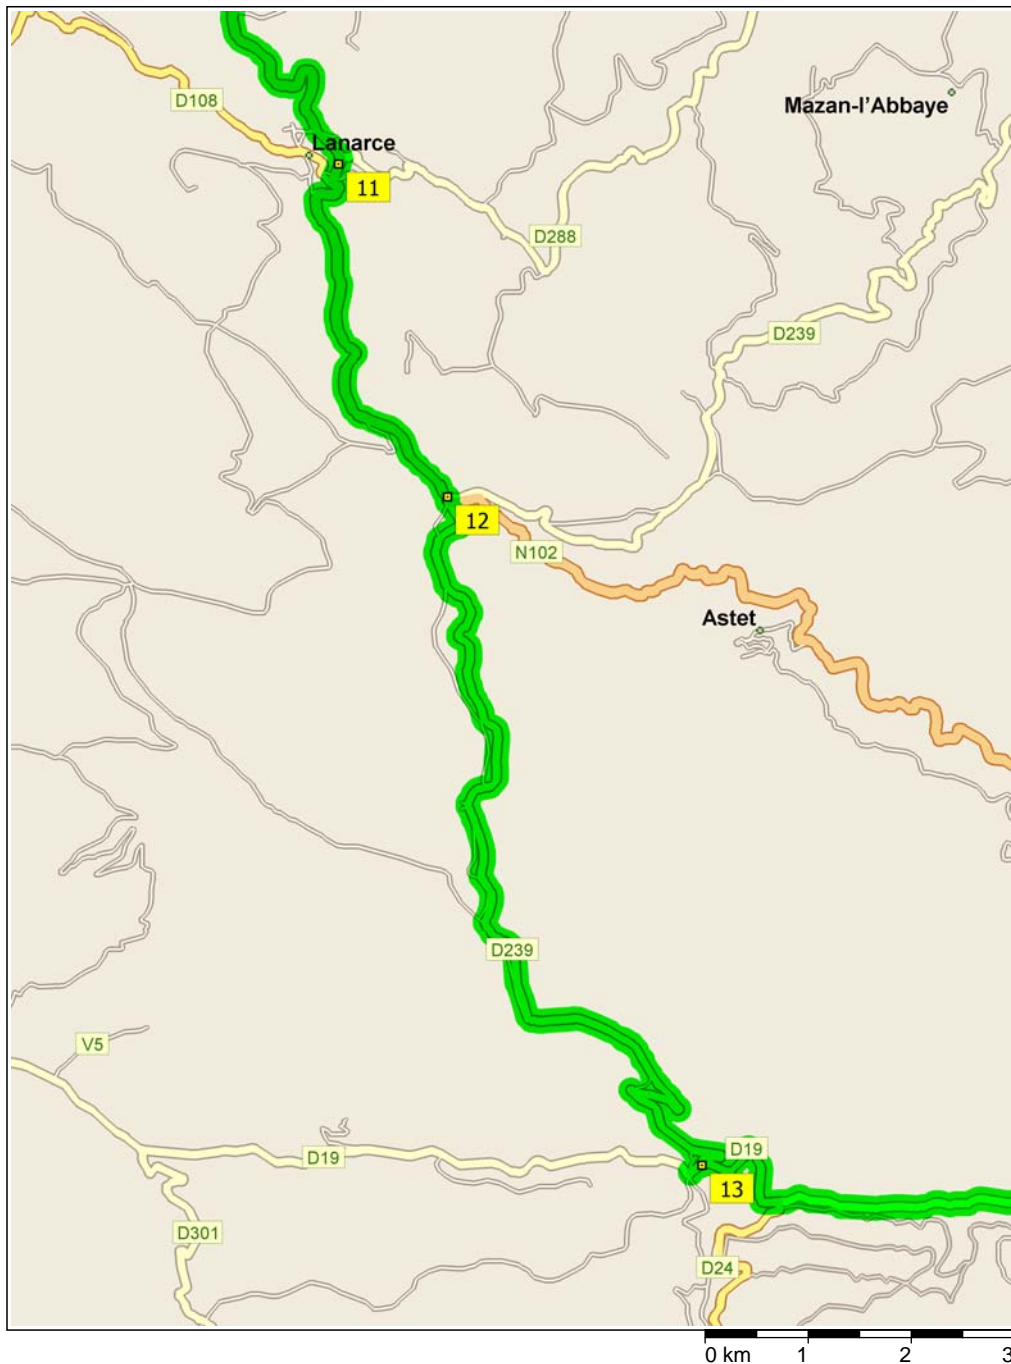 D108
Mazan-l'Abbaye
Lanarce
11
D288
D239
12
N102
Astet
D239
V5
D19
D19
13
D301
D24
0 km 1 2 3